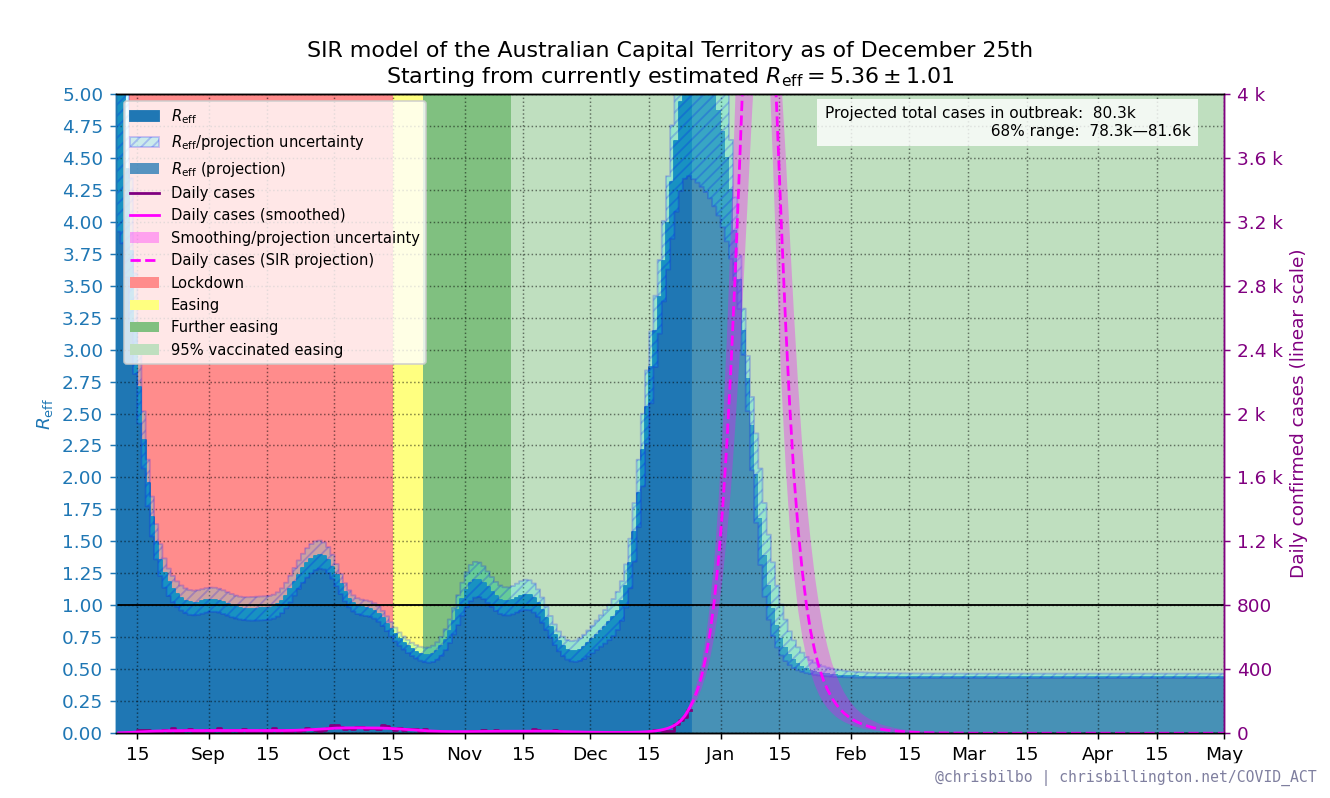 SIR model of the Australian Capital Territory as of December 25th
Starting from currently estimated R_eff = 5.36 ± 1.01
R_eff
R_eff/projection uncertainty
R_eff (projection)
Daily cases
Daily cases (smoothed)
Smoothing/projection uncertainty
Daily cases (SIR projection)
Lockdown
Easing
Further easing
95% vaccinated easing
Projected total cases in outbreak: 80.3k
68% range: 78.3k—81.6k
R_eff
5.00
4.75
4.50
4.25
4.00
3.75
3.50
3.25
3.00
2.75
2.50
2.25
2.00
1.75
1.50
1.25
1.00
0.75
0.50
0.25
0.00
4 k
3.6 k
3.2 k
2.8 k
2.4 k
2 k
1.6 k
1.2 k
800
400
0
Daily confirmed cases (linear scale)
15 Sep 15 Oct 15 Nov 15 Dec 15 Jan 15 Feb 15 Mar 15 Apr 15 May
@chrisbilbo | chrisbillington.net/COVID_ACT